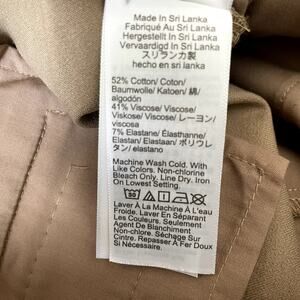 Made In Sri Lanka
Fabriqué Au Sri Lanka
Hergestellt In Sri Lanka
Vervaardigd In Sri Lanka
スリランカ製
hecho en sri lanka
52% Cotton/ Coton/
Baumwolle/ Katoen/ 綿/
algodón
41% Viscose/ Viscose/
Viskose/ Viscose/ レーヨン/
viscosa
7% Elastane/ Élasthanne/
Elastan/ Elastaan/ ポリウレ
タン/ elastano
Machine Wash Cold. With
Like Colors. Non-chlorine
Bleach Only. Line Dry. Iron
On Lowest Setting.
30
Laver À La Machine À L'eau
Froide. Laver En Séparant
Les Couleurs. Seulement
Agent De Blanchiment
Non-chlore. Séchage Sur
Cintre. Repasser À Fer Doux
Si Nécessaire.